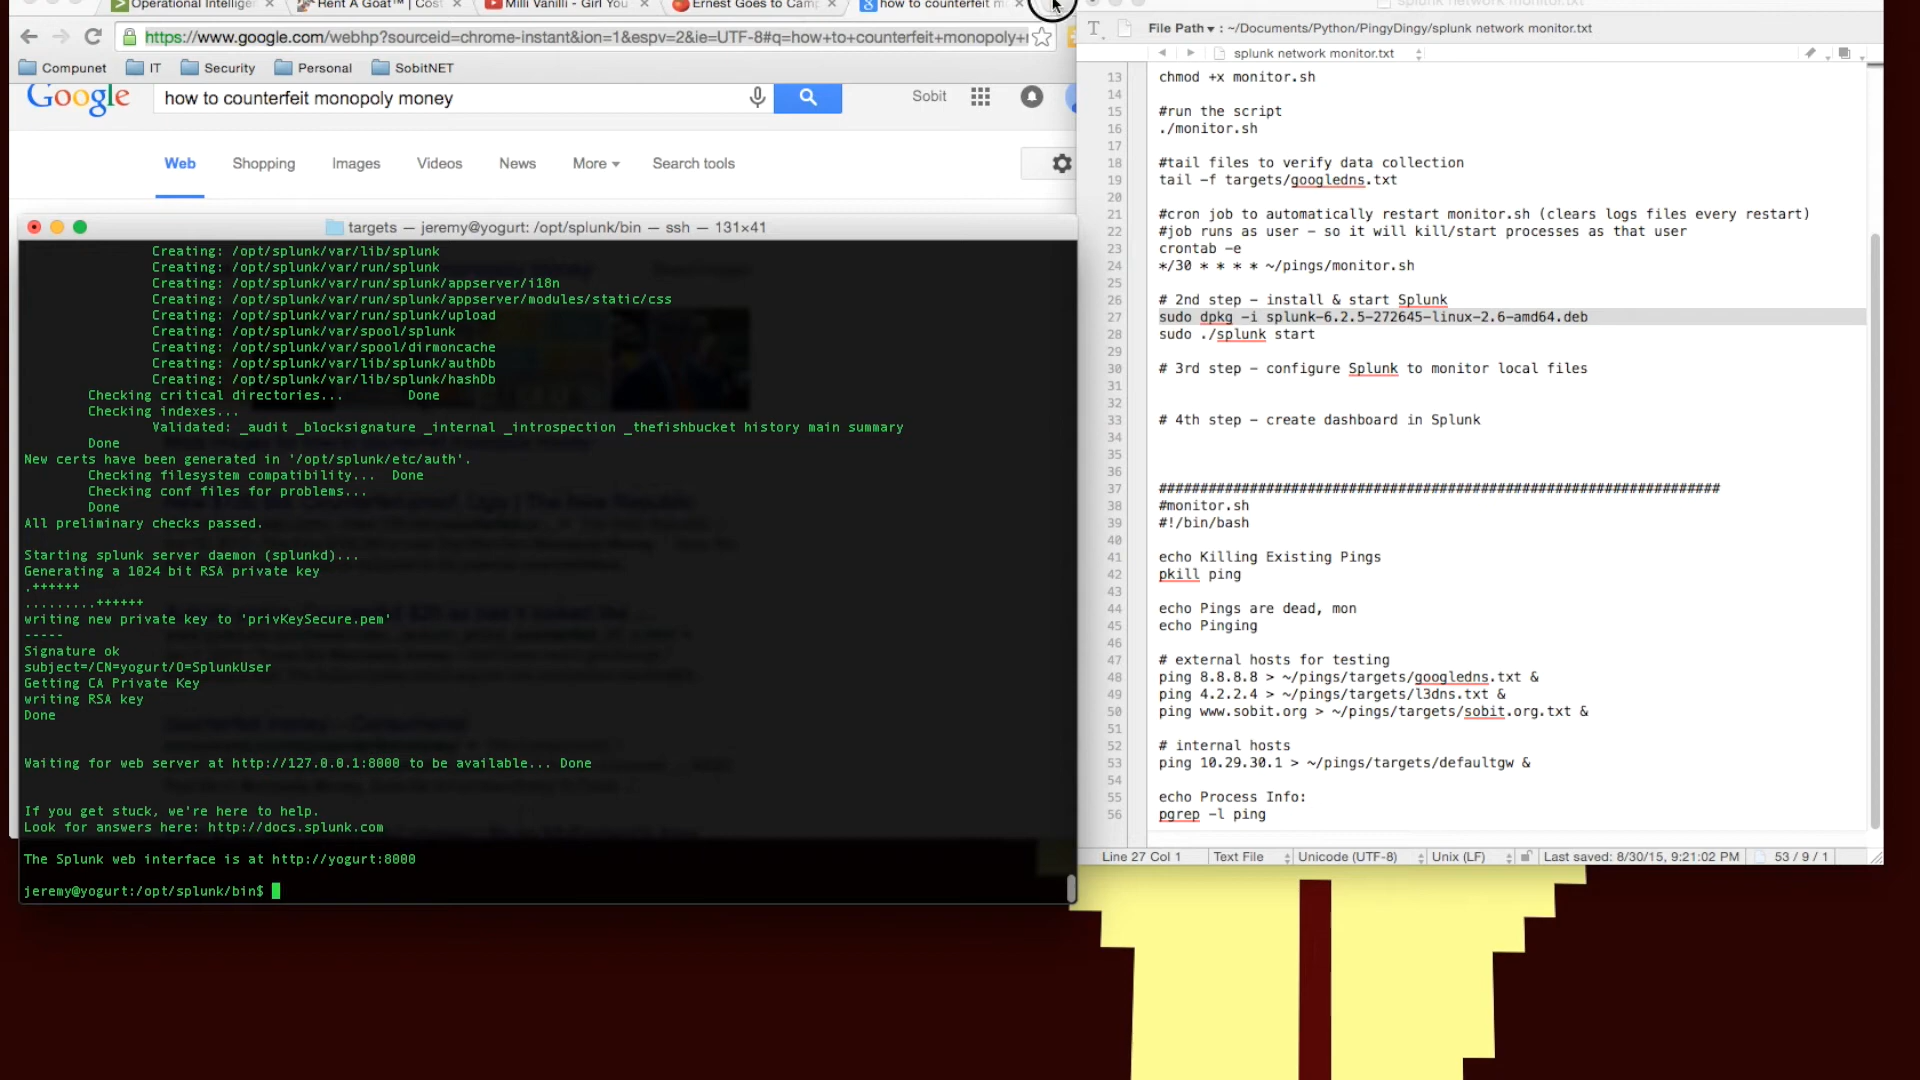 Operational Intelliger
Rent A Goat™ | Cost
Milli Vanilli - Girl You
Ernest Goes to Camp
how to counterfeit m
https://www.google.com/webhp?sourceid=chrome-instant&ion=1&espv=2&ie=UTF-8#q=how+to+counterfeit+monopoly+
Compunet IT Security Personal SobitNET
Google how to counterfeit monopoly money Sobit
Web Shopping Images Videos News More Search tools
targets — jeremy@yogurt: /opt/splunk/bin — ssh — 131×41
Creating: /opt/splunk/var/lib/splunk
Creating: /opt/splunk/var/run/splunk
Creating: /opt/splunk/var/run/splunk/appserver/i18n
Creating: /opt/splunk/var/run/splunk/appserver/modules/static/css
Creating: /opt/splunk/var/run/splunk/upload
Creating: /opt/splunk/var/spool/splunk
Creating: /opt/splunk/var/spool/dirmoncache
Creating: /opt/splunk/var/lib/splunk/authDb
Creating: /opt/splunk/var/lib/splunk/hashDb
Checking critical directories... Done
Checking indexes...
Validated: _audit _blocksignature _internal _introspection _thefishbucket history main summary
Done
New certs have been generated in '/opt/splunk/etc/auth'.
Checking filesystem compatibility... Done
Checking conf files for problems...
Done
All preliminary checks passed.
Starting splunk server daemon (splunkd)...
Generating a 1024 bit RSA private key
.++++++
.........++++++
writing new private key to 'privKeySecure.pem'
-----
Signature ok
subject=/CN=yogurt/O=SplunkUser
Getting CA Private Key
writing RSA key
Done
Waiting for web server at http://127.0.0.1:8000 to be available... Done
If you get stuck, we're here to help.
Look for answers here: http://docs.splunk.com
The Splunk web interface is at http://yogurt:8000
jeremy@yogurt:/opt/splunk/bin$
splunk network monitor.txt
File Path ▾ : ~/Documents/Python/PingyDingy/splunk network monitor.txt
splunk network monitor.txt
13 chmod +x monitor.sh
14
15 #run the script
16 ./monitor.sh
17
18 #tail files to verify data collection
19 tail -f targets/googledns.txt
20
21 #cron job to automatically restart monitor.sh (clears logs files every restart)
22 #job runs as user - so it will kill/start processes as that user
23 crontab -e
24 */30 * * * * ~/pings/monitor.sh
25
26 # 2nd step - install & start Splunk
27 sudo dpkg -i splunk-6.2.5-272645-linux-2.6-amd64.deb
28 sudo ./splunk start
29
30 # 3rd step - configure Splunk to monitor local files
31
32
33 # 4th step - create dashboard in Splunk
34
35
36
37 ####################################################################
38 #monitor.sh
39 #!/bin/bash
40
41 echo Killing Existing Pings
42 pkill ping
43
44 echo Pings are dead, mon
45 echo Pinging
46
47 # external hosts for testing
48 ping 8.8.8.8 > ~/pings/targets/googledns.txt &
49 ping 4.2.2.4 > ~/pings/targets/l3dns.txt &
50 ping www.sobit.org > ~/pings/targets/sobit.org.txt &
51
52 # internal hosts
53 ping 10.29.30.1 > ~/pings/targets/defaultgw &
54
55 echo Process Info:
56 pgrep -l ping
Line 27 Col 1 Text File Unicode (UTF-8) Unix (LF) Last saved: 8/30/15, 9:21:02 PM 53 / 9 / 1